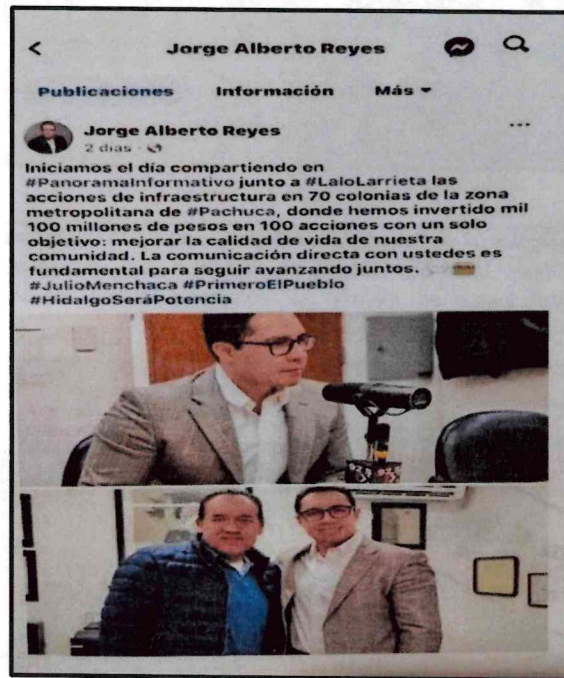 Jorge Alberto Reyes
Publicaciones Información Más
Jorge Alberto Reyes
2 días
Iniciamos el día compartiendo en
#PanoramaInformativo junto a #LaloLarrieta las
acciones de infraestructura en 70 colonias de la zona
metropolitana de #Pachuca, donde hemos invertido mil
100 millones de pesos en 100 acciones con un solo
objetivo: mejorar la calidad de vida de nuestra
comunidad. La comunicación directa con ustedes es
fundamental para seguir avanzando juntos.
#JulioMenchaca #PrimeroElPueblo
#HidalgoSeráPotencia